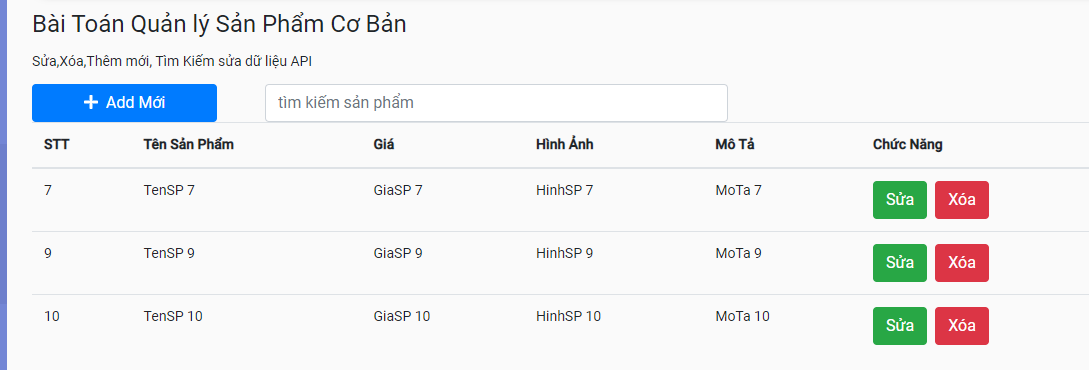 Bài Toán Quản lý Sản Phẩm Cơ Bản
Sửa,Xóa,Thêm mới, Tìm Kiếm sửa dữ liệu API
+ Add Mới tìm kiếm sản phẩm
STT Tên Sản Phẩm Giá Hình Ảnh Mô Tả Chức Năng
7 TenSP 7 GiaSP 7 HinhSP 7 MoTa 7 Sửa Xóa
9 TenSP 9 GiaSP 9 HinhSP 9 MoTa 9 Sửa Xóa
10 TenSP 10 GiaSP 10 HinhSP 10 MoTa 10 Sửa Xóa